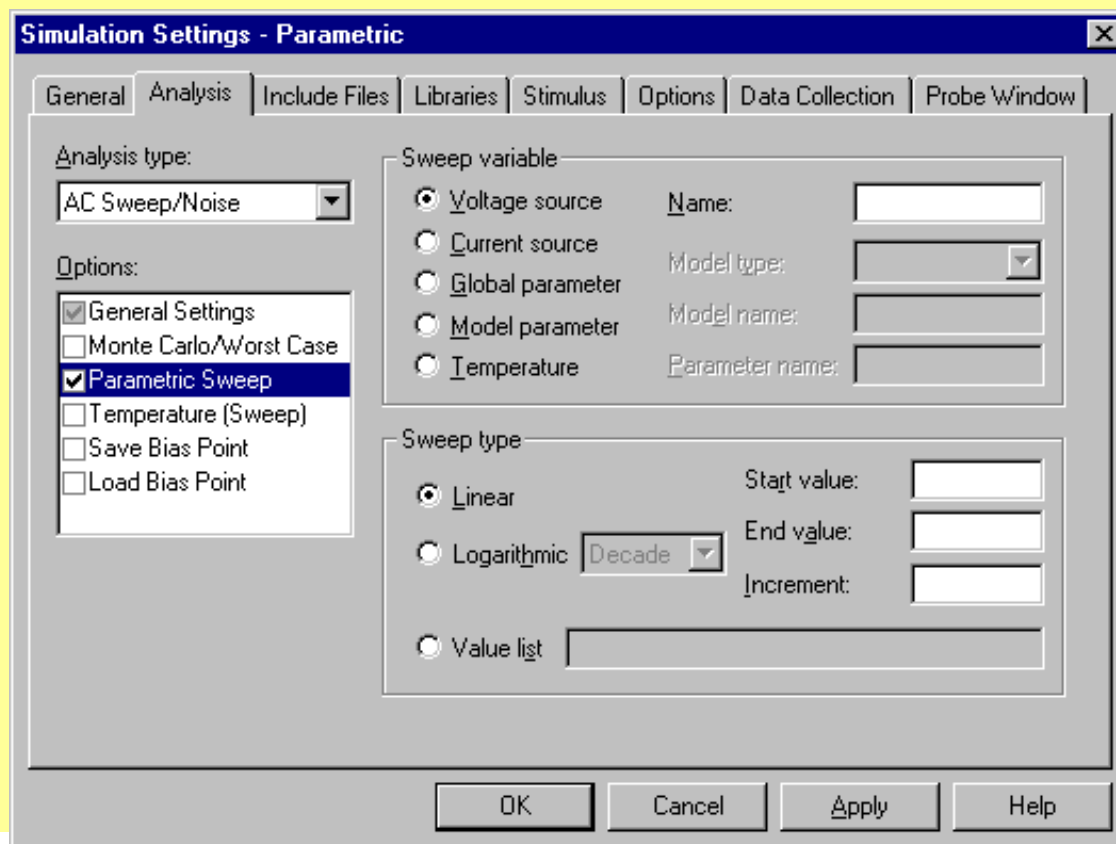 Simulation Settings - Parametric
General Analysis Include Files Libraries Stimulus Options Data Collection Probe Window
Analysis type:
AC Sweep/Noise
Options:
General Settings
Monte Carlo/Worst Case
Parametric Sweep
Temperature (Sweep)
Save Bias Point
Load Bias Point
Sweep variable
Voltage source
Current source
Global parameter
Model parameter
Temperature
Name:
Model type:
Model name:
Parameter name:
Sweep type
Linear
Logarithmic Decade
Value list
Start value:
End value:
Increment:
OK Cancel Apply Help